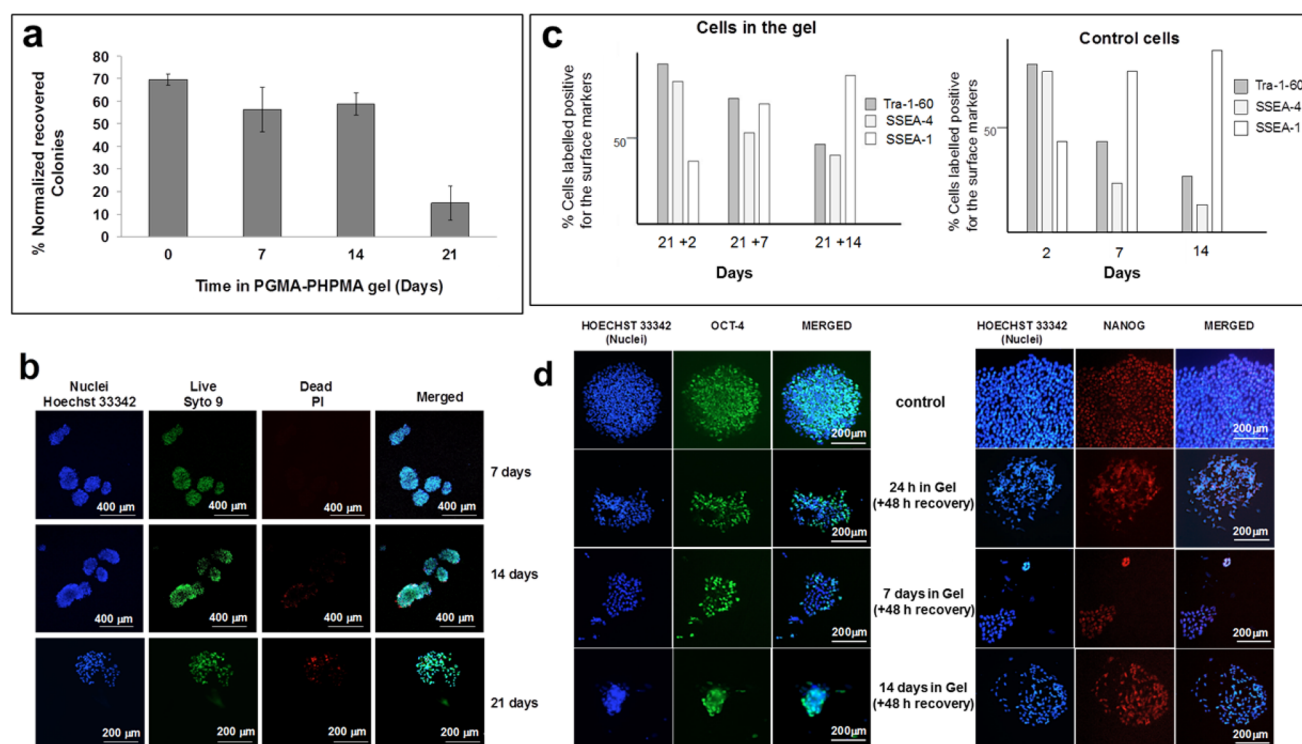 a
% Normalized recovered
Colonies
80
70
60
50
40
30
20
10
0
0 7 14 21
Time in PGMA-PHPMA gel (Days)
b
Nuclei
Hoechst 33342
Live
Syto 9
Dead
PI
Merged
400 µm 400 µm 400 µm 400 µm
7 days
400 µm 400 µm 400 µm 400 µm
14 days
200 µm 200 µm 200 µm 200 µm
21 days
c
Cells in the gel
% Cells labelled positive
for the surface markers
50
Tra-1-60
SSEA-4
SSEA-1
21 +2 21 +7 21 +14
Days
Control cells
% Cells labelled positive
for the surface markers
50
Tra-1-60
SSEA-4
SSEA-1
2 7 14
Days
d
HOECHST 33342
(Nuclei)
OCT-4
MERGED
HOECHST 33342
(Nuclei)
NANOG
MERGED
200µm
control
200µm
200µm
24 h in Gel
(+48 h recovery)
200µm
200µm
7 days in Gel
(+48 h recovery)
200µm
200µm
14 days in Gel
(+48 h recovery)
200µm